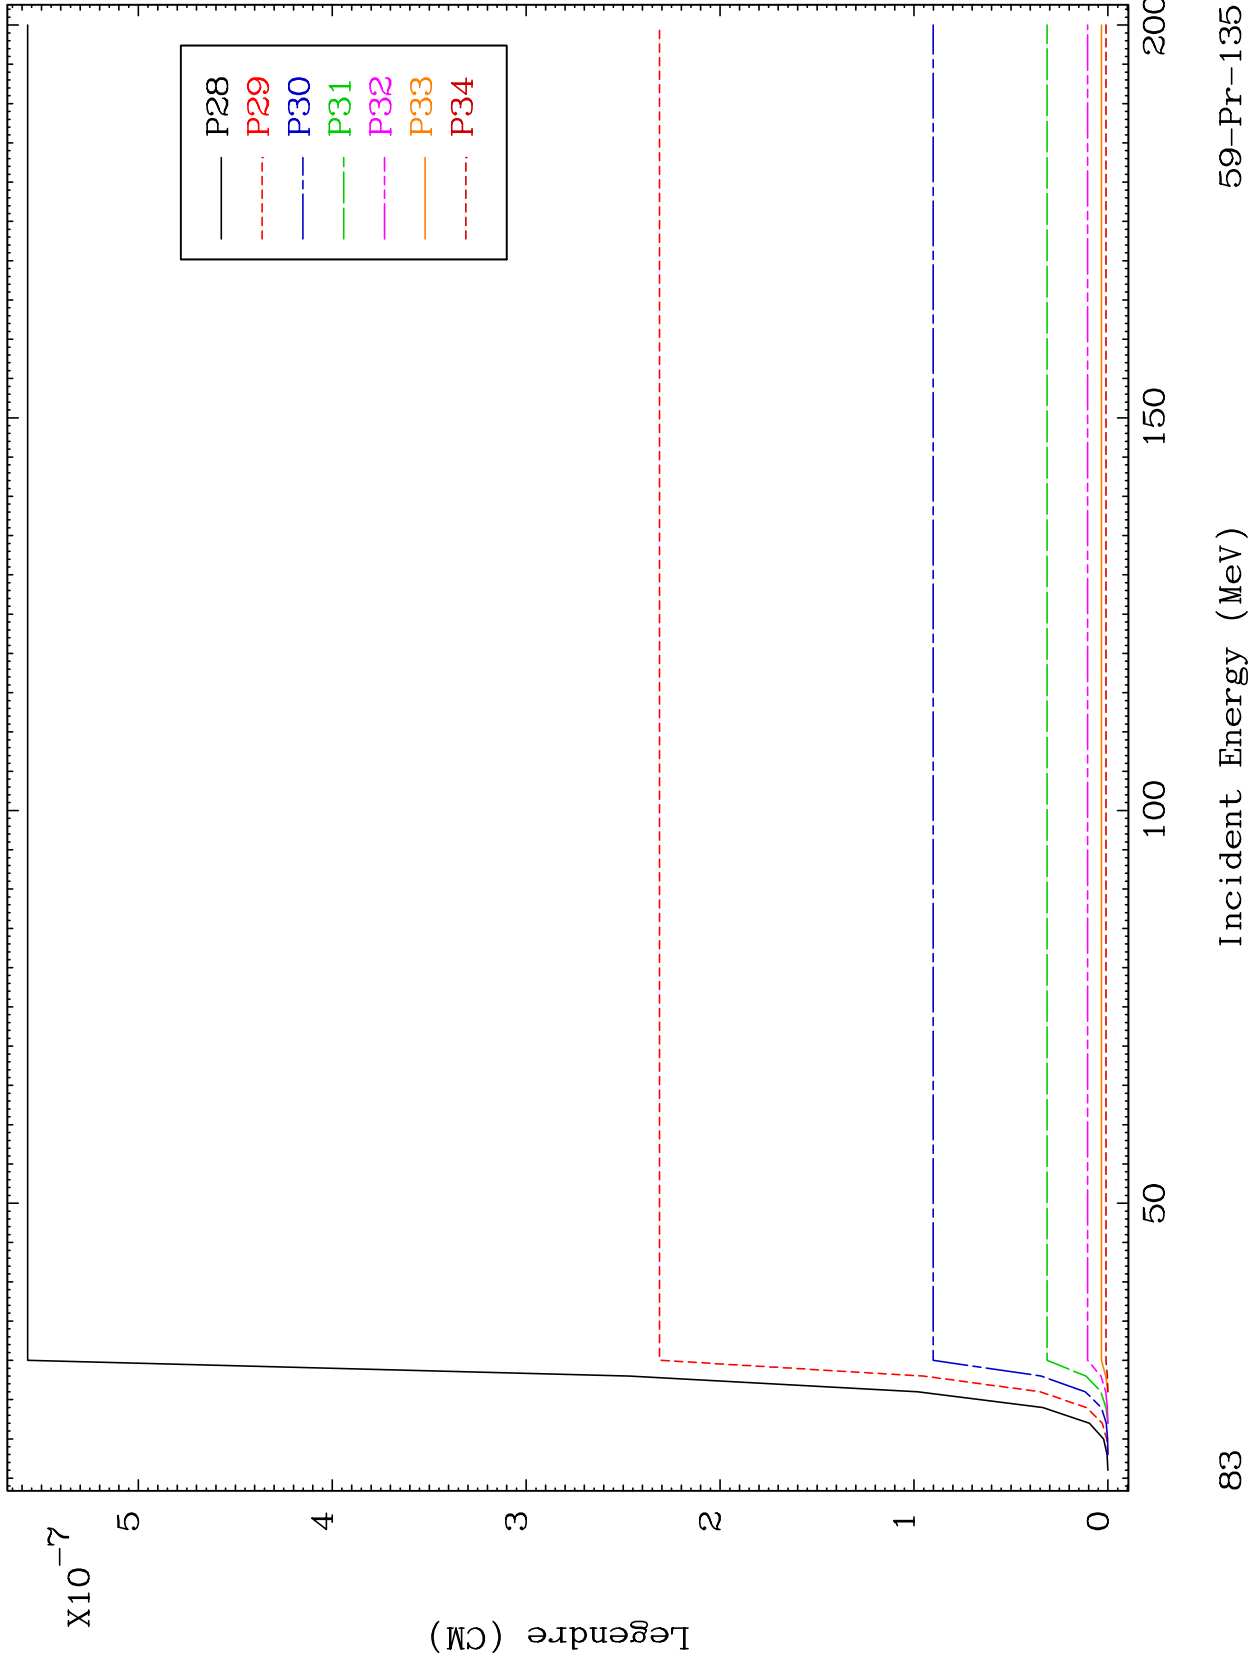 X10⁻⁷
Legendre (CM)
5
4
3
2
1
0
P28
P29
P30
P31
P32
P33
P34
50
100
150
200
Incident Energy (MeV)
83
59-Pr-135